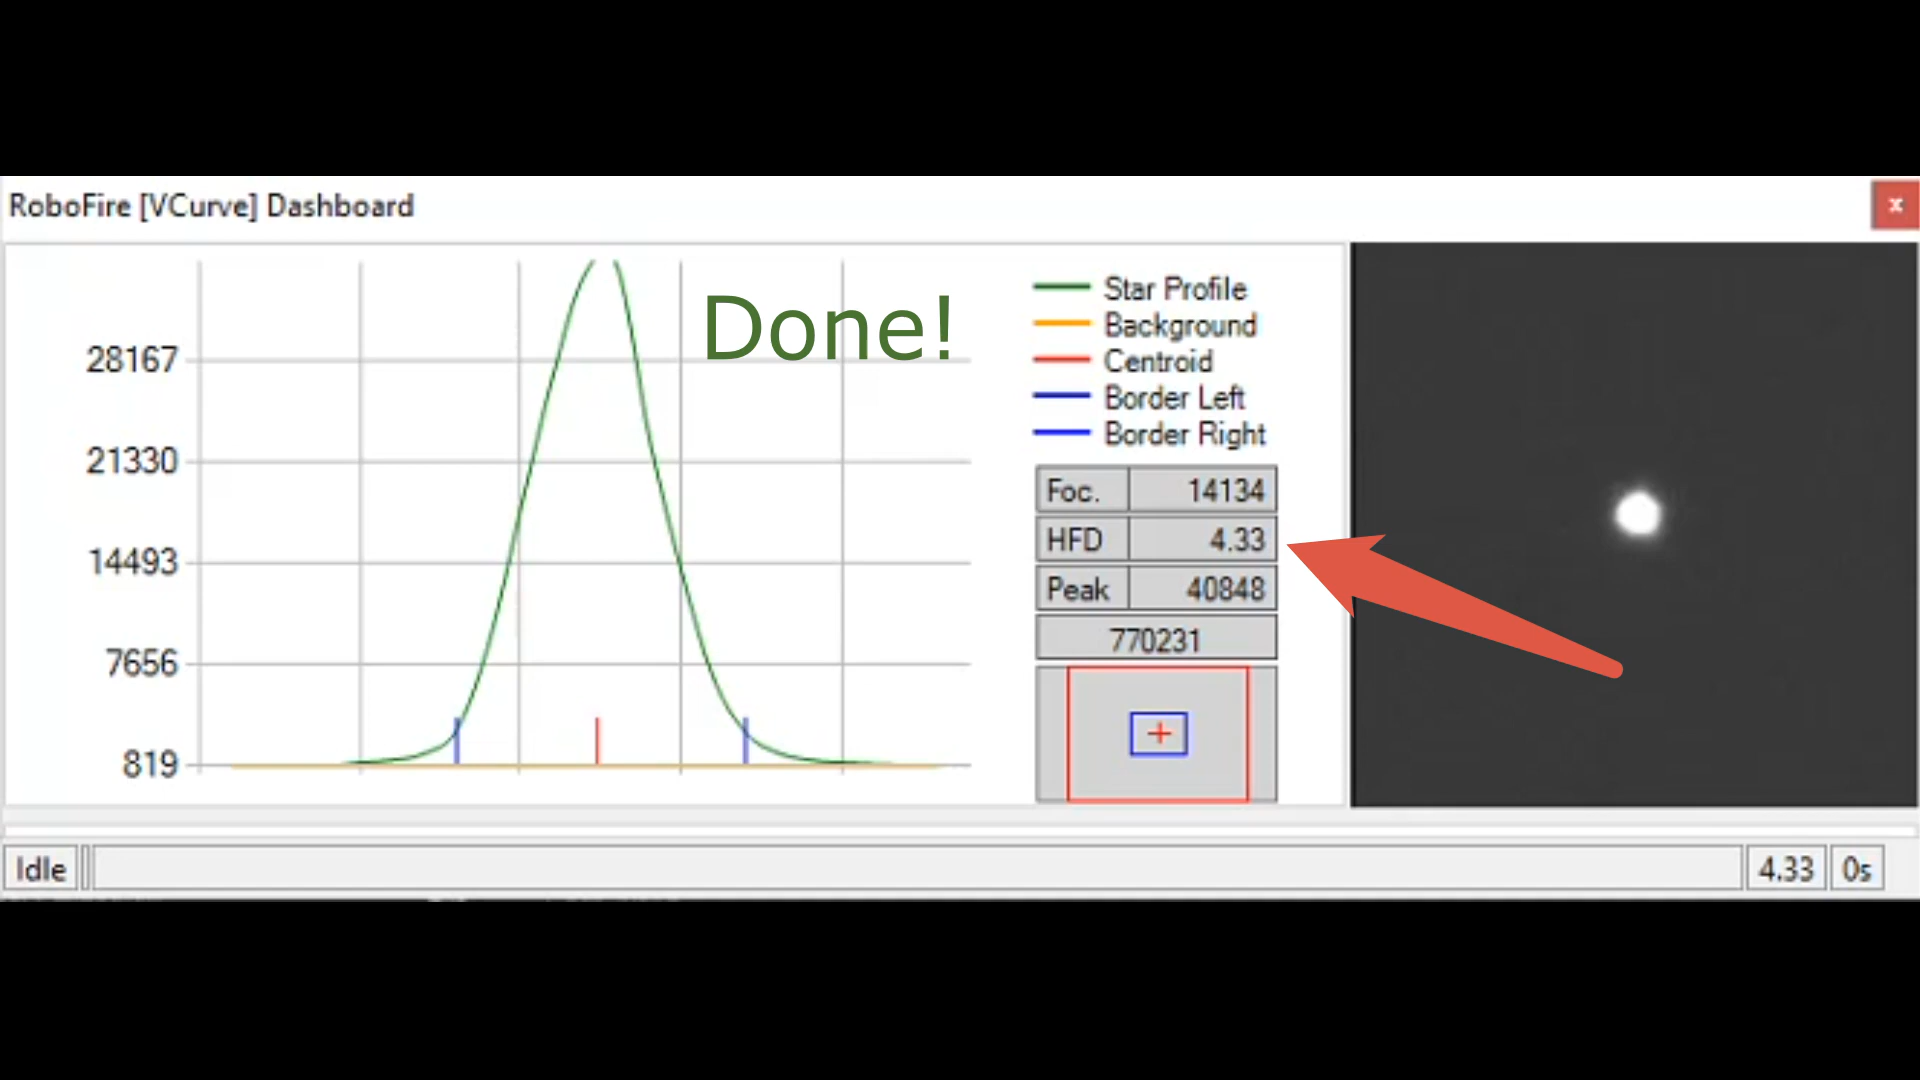 RoboFire [VCurve] Dashboard
x
Done!
28167
21330
14493
7656
819
Star Profile
Background
Centroid
Border Left
Border Right
Foc. 14134
HFD 4.33
Peak 40848
770231
Idle
4.33
0s